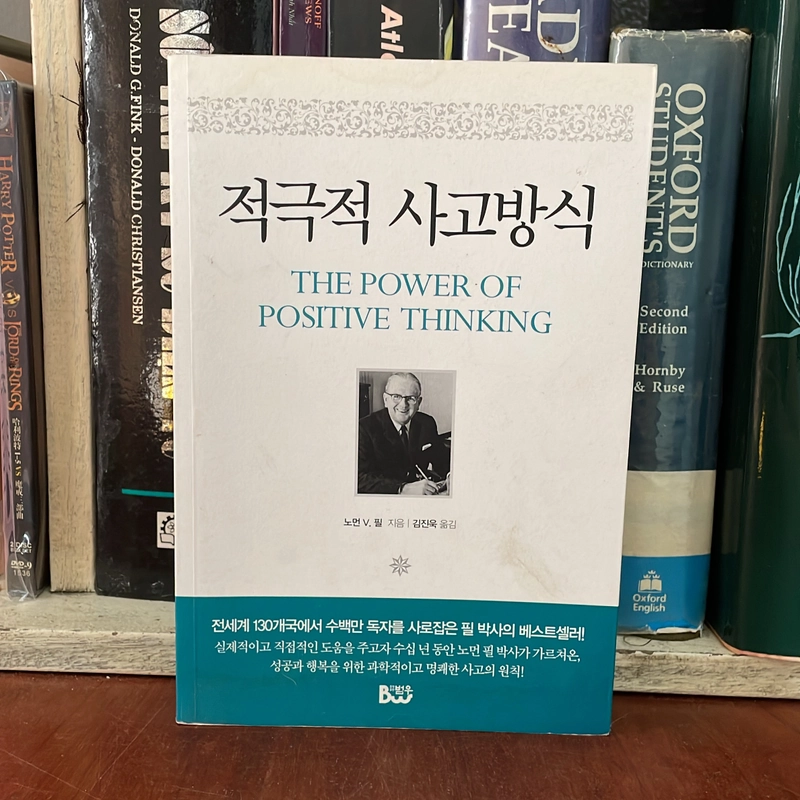 적극적 사고방식
THE POWER OF
POSITIVE THINKING
노먼 V. 필 지음 | 김진욱 옮김
전세계 130개국에서 수백만 독자를 사로잡은 필 박사의 베스트셀러!
실제적이고 직접적인 도움을 주고자 수십 년 동안 노먼 필 박사가 가르쳐온,
성공과 행복을 위한 과학적이고 명쾌한 사고의 원칙!
범우
HARRY POTTER
VS
LORD OF RINGS
DVD-9
DONALD G. FINK · DONALD CHRISTIANSEN
OXFORD
STUDENT'S
DICTIONARY
Second
Edition
Hornby
& Ruse
Oxford
English